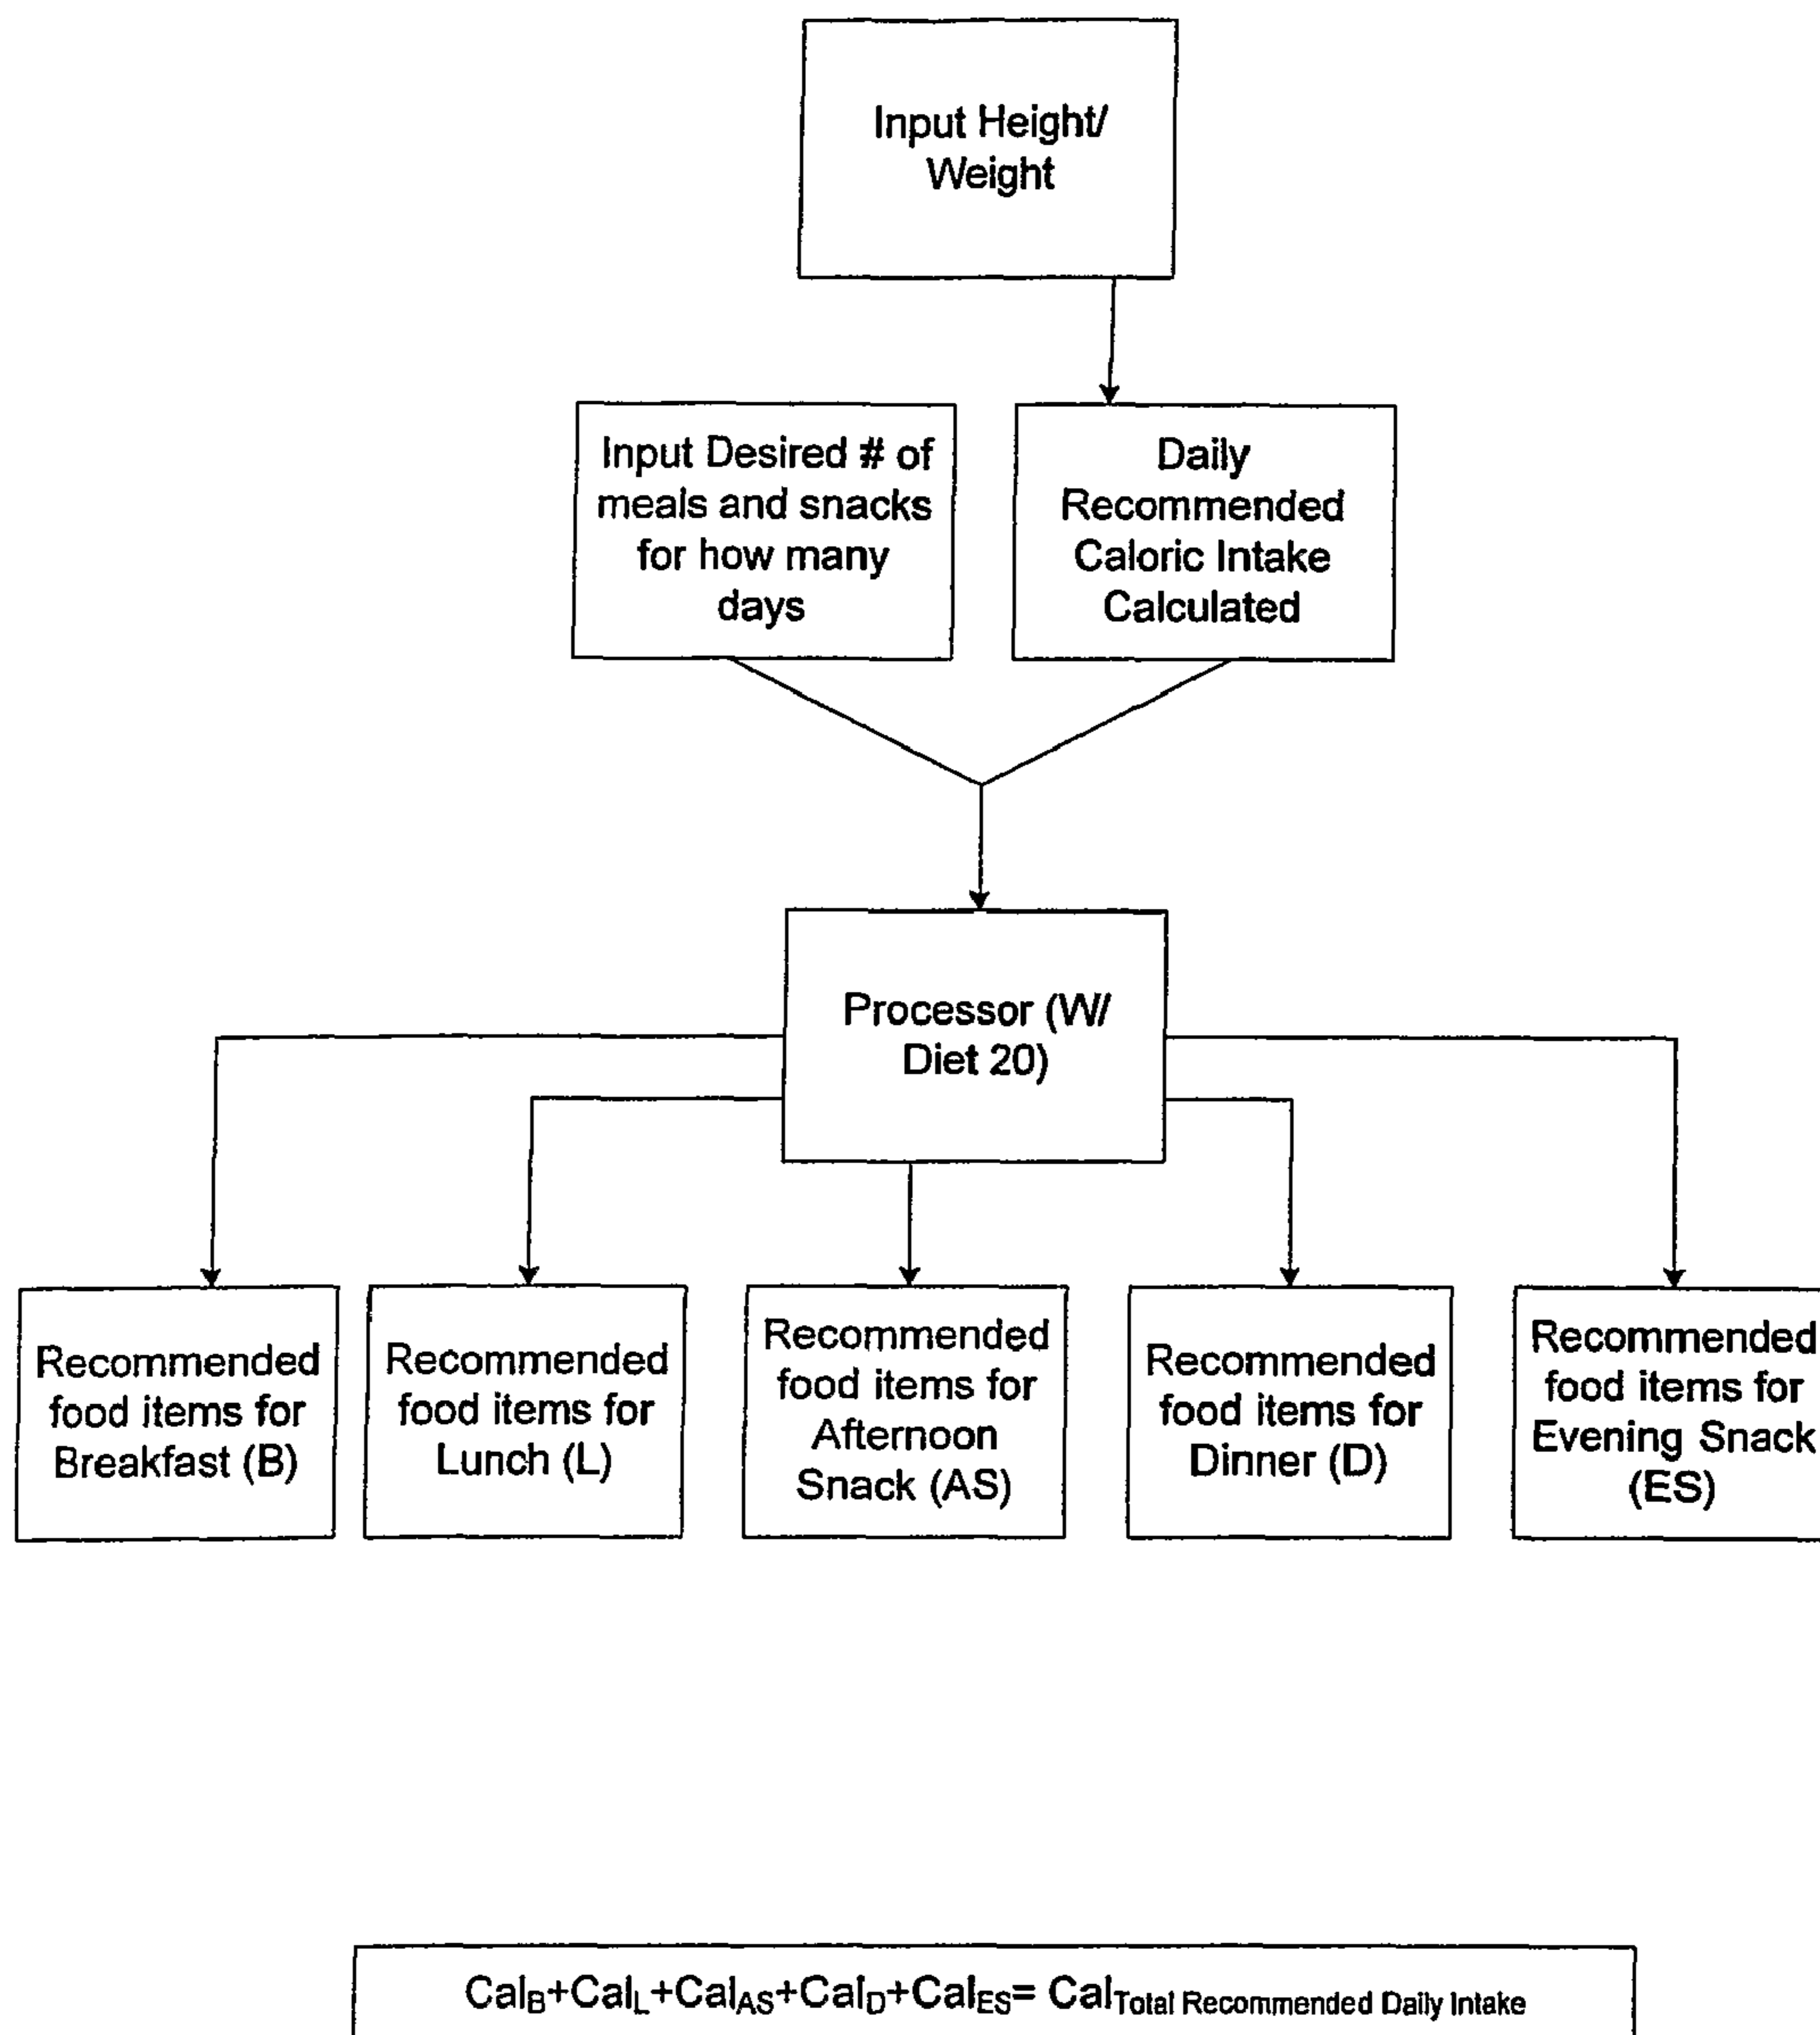 Input Height/
Weight
Input Desired # of
meals and snacks
for how many
days
Daily
Recommended
Caloric Intake
Calculated
Processor (W/
Diet 20)
Recommended
food items for
Breakfast (B)
Recommended
food items for
Lunch (L)
Recommended
food items for
Afternoon
Snack (AS)
Recommended
food items for
Dinner (D)
Recommended
food items for
Evening Snack
(ES)
CalB+CalL+CalAS+CalD+CalES= CalTotal Recommended Daily Intake